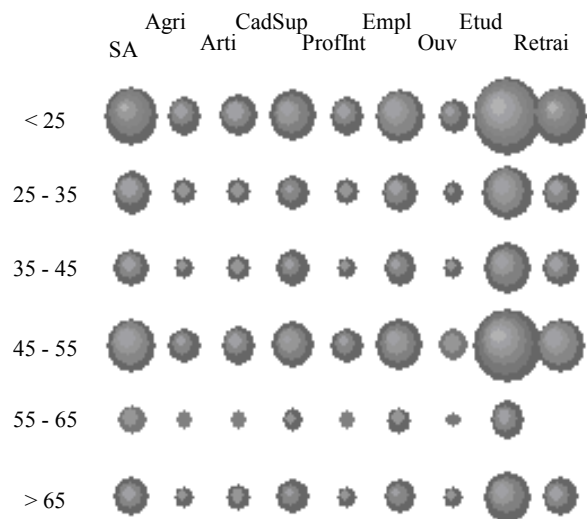 Agri CadSup Empl Etud
SA Arti ProfInt Ouv Retrai
< 25
25 - 35
35 - 45
45 - 55
55 - 65
> 65